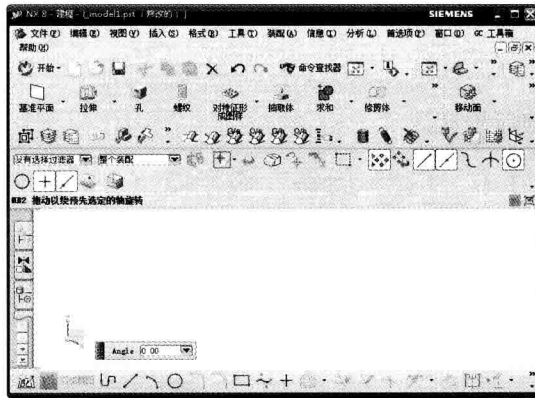 NX 8 - 建模 - [_model1.prt （修改的）] SIEMENS
文件(F) 编辑(E) 视图(V) 插入(S) 格式(R) 工具(T) 装配(A) 信息(I) 分析(L) 首选项(P) 窗口(O) GC 工具箱
帮助(H)
开始 命令查找器
基准平面 拉伸 孔 螺纹 对特征形成图样 抽取体 求和 修剪体 移动面
没有选择过滤器 整个装配
MB2 拖动以绕预先选定的轴旋转
Angle 0.00